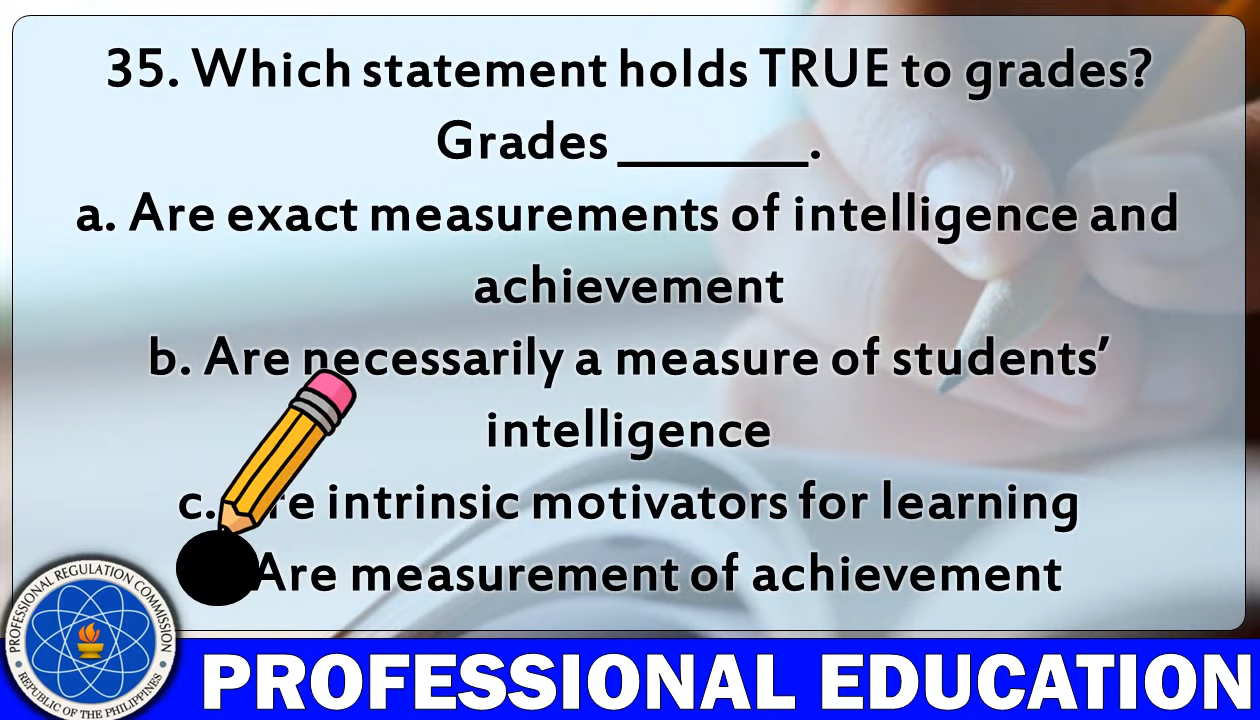 35. Which statement holds TRUE to grades?
Grades ________.
a. Are exact measurements of intelligence and
achievement
b. Are necessarily a measure of students’
intelligence
c. re intrinsic motivators for learning
Are measurement of achievement
PROFESSIONAL REGULATION COMMISSION
REPUBLIC OF THE PHILIPPINES
PROFESSIONAL EDUCATION